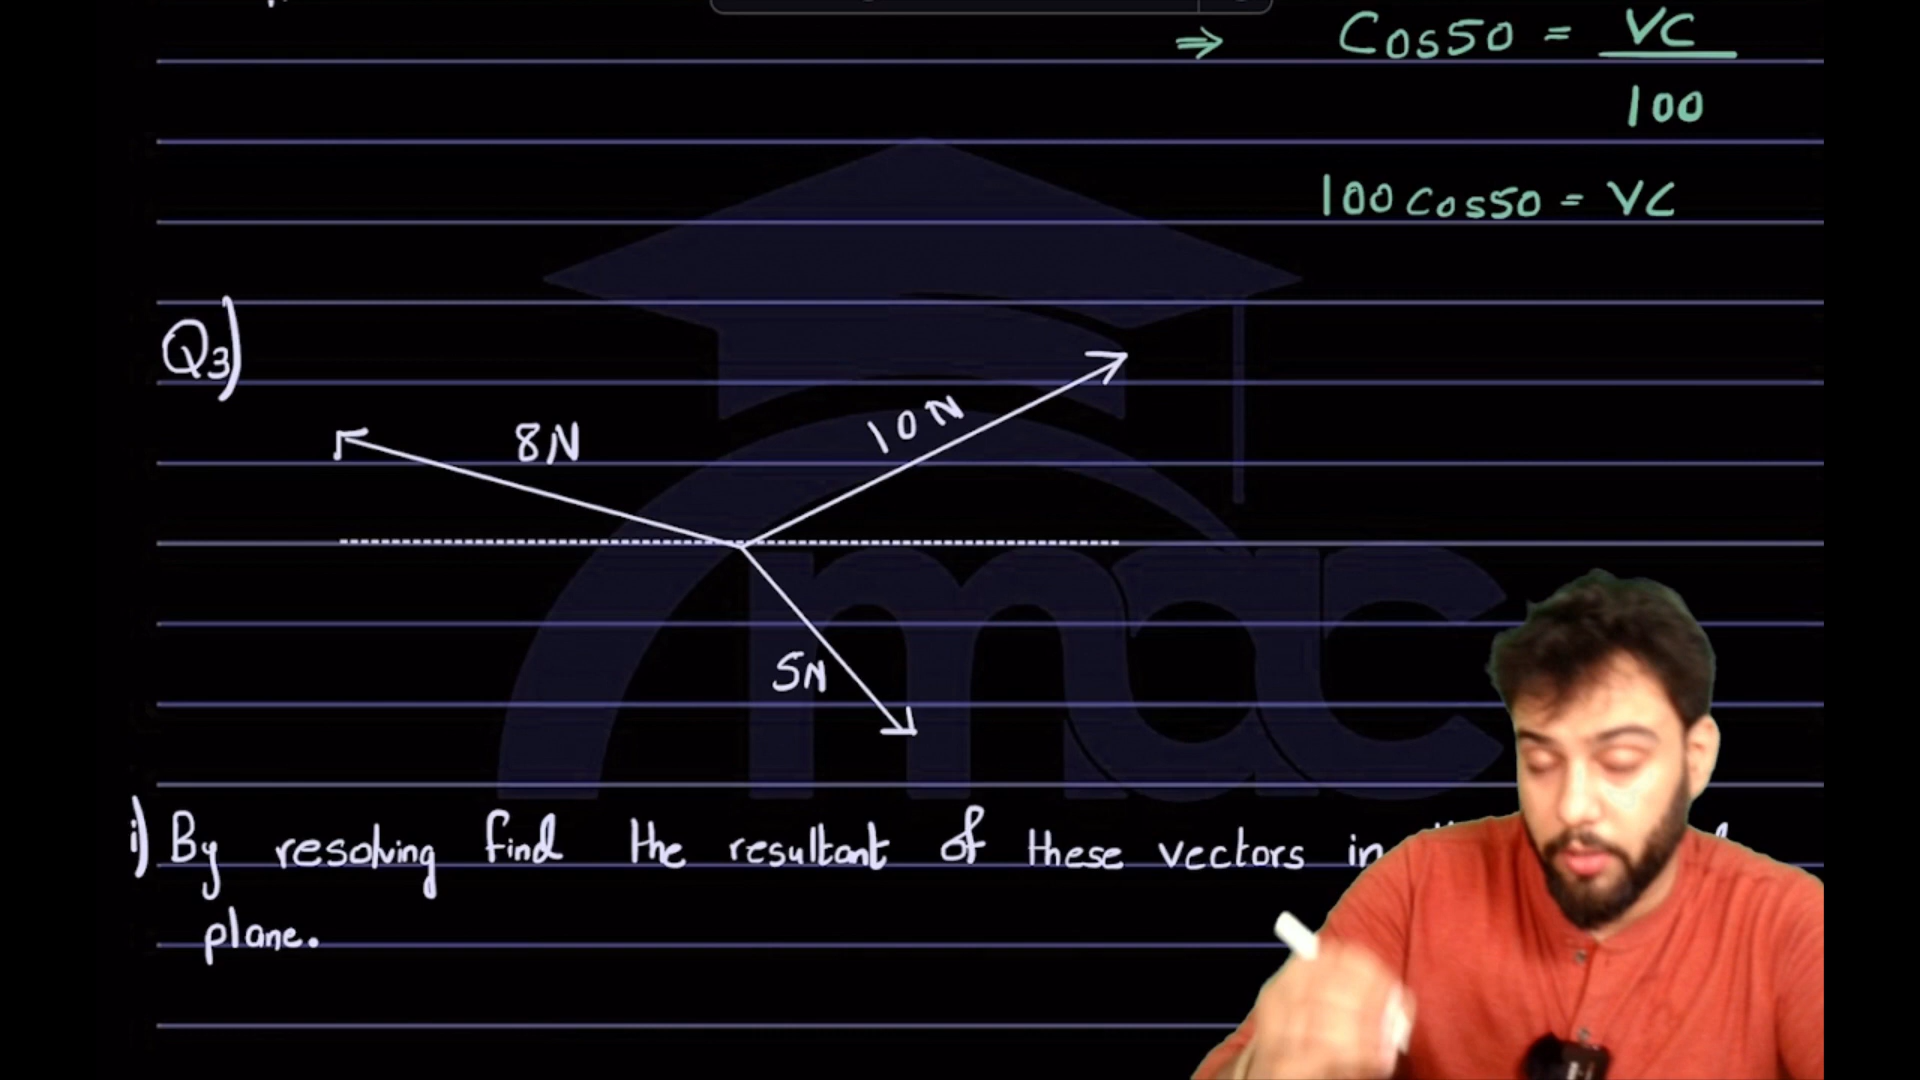 ⇒ Cos50 = VC
100
100 Cos50 = VC
Q3)
8N
10N
5N
mac
i) By resolving find the resultant of these vectors in
plane.